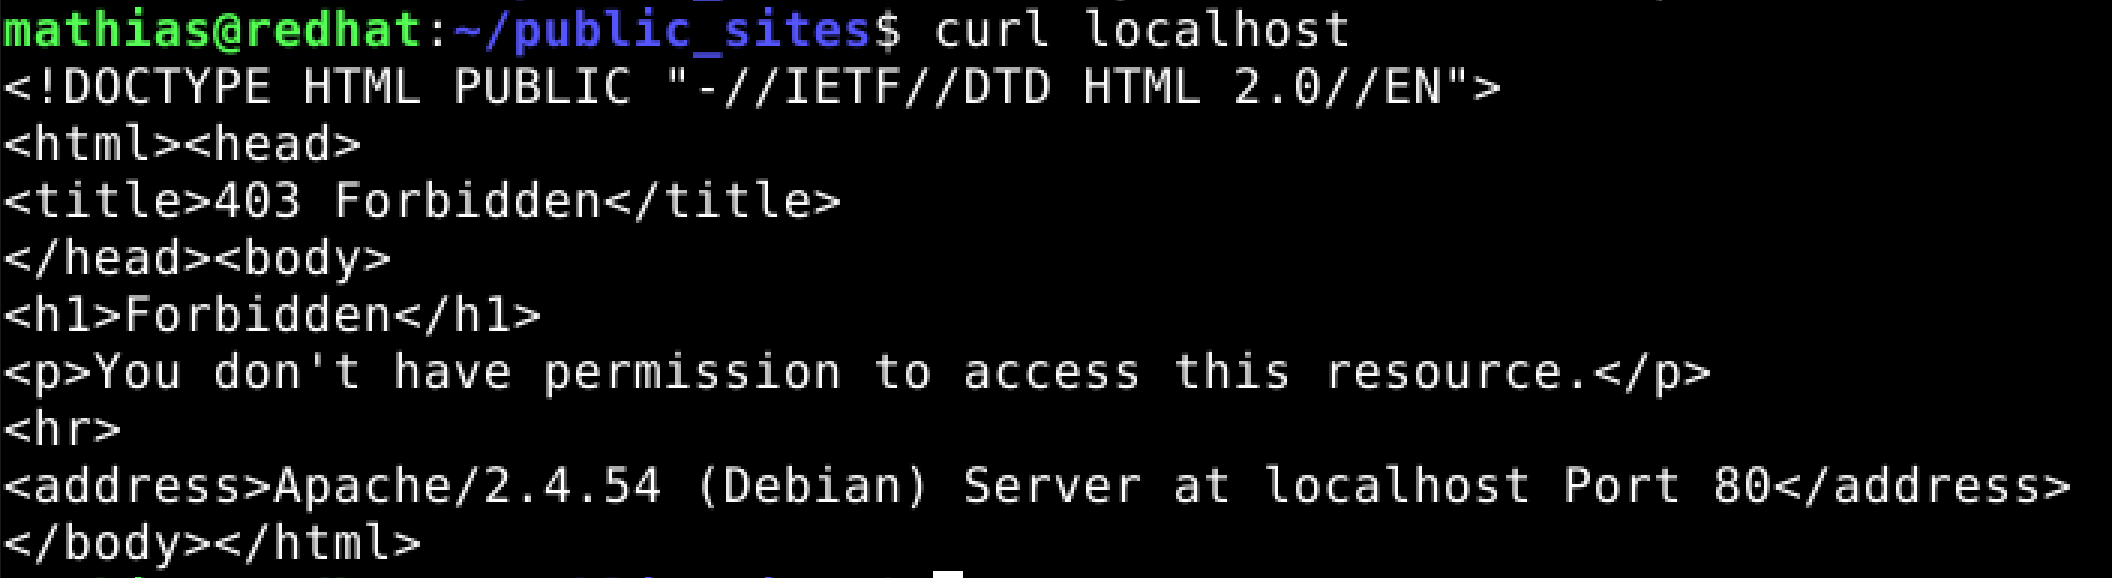 mathias@redhat:~/public_sites$ curl localhost
<!DOCTYPE HTML PUBLIC "-//IETF//DTD HTML 2.0//EN">
<html><head>
<title>403 Forbidden</title>
</head><body>
<h1>Forbidden</h1>
<p>You don't have permission to access this resource.</p>
<hr>
<address>Apache/2.4.54 (Debian) Server at localhost Port 80</address>
</body></html>